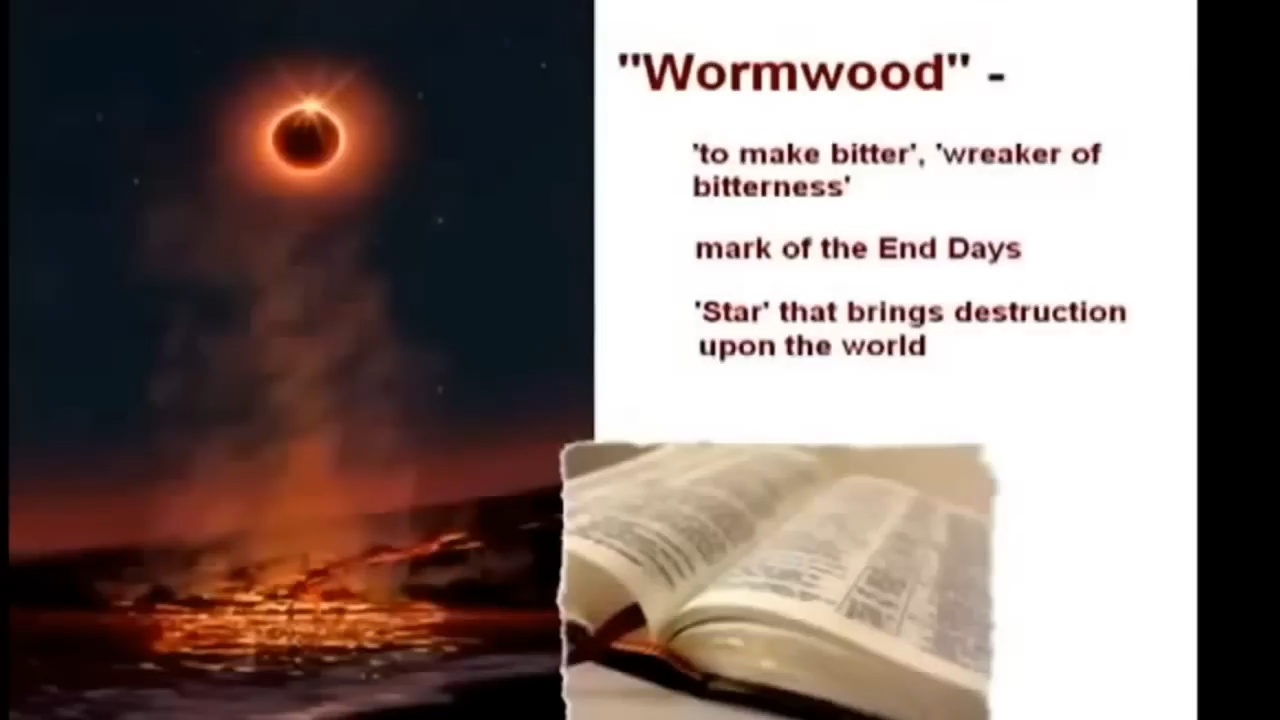 "Wormwood" -
'to make bitter', 'wreaker of
bitterness'
mark of the End Days
'Star' that brings destruction
upon the world